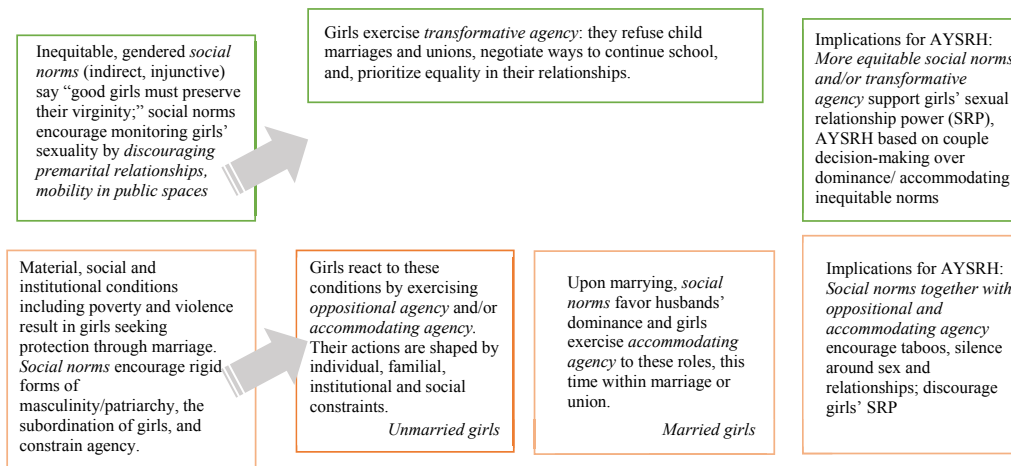 Inequitable, gendered social
norms (indirect, injunctive)
say “good girls must preserve
their virginity;” social norms
encourage monitoring girls’
sexuality by discouraging
premarital relationships,
mobility in public spaces
Girls exercise transformative agency: they refuse child
marriages and unions, negotiate ways to continue school,
and, prioritize equality in their relationships.
Implications for AYSRH:
More equitable social norms
and/or transformative
agency support girls’ sexual
relationship power (SRP),
AYSRH based on couple
decision-making over
dominance/ accommodating
inequitable norms
Material, social and
institutional conditions
including poverty and violence
result in girls seeking
protection through marriage.
Social norms encourage rigid
forms of
masculinity/patriarchy, the
subordination of girls, and
constrain agency.
Girls react to these
conditions by exercising
oppositional agency and/or
accommodating agency.
Their actions are shaped by
individual, familial,
institutional and social
constraints.
Unmarried girls
Upon marrying, social
norms favor husbands’
dominance and girls
exercise accommodating
agency to these roles, this
time within marriage or
union.
Married girls
Implications for AYSRH:
Social norms together with
oppositional and
accommodating agency
encourage taboos, silence
around sex and
relationships; discourage
girls’ SRP